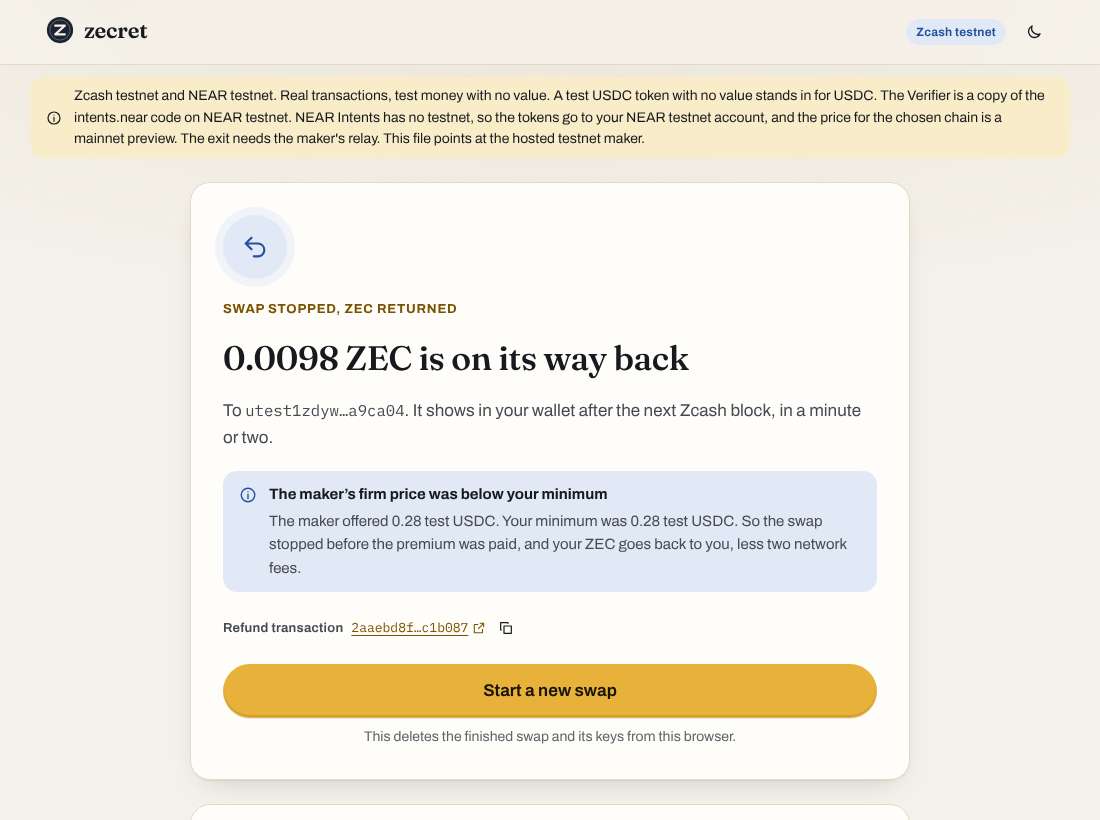 zecret
Zcash testnet
Zcash testnet and NEAR testnet. Real transactions, test money with no value. A test USDC token with no value stands in for USDC. The Verifier is a copy of the
intents.near code on NEAR testnet. NEAR Intents has no testnet, so the tokens go to your NEAR testnet account, and the price for the chosen chain is a
mainnet preview. The exit needs the maker's relay. This file points at the hosted testnet maker.
SWAP STOPPED, ZEC RETURNED
0.0098 ZEC is on its way back
To utest1zdyw…a9ca04. It shows in your wallet after the next Zcash block, in a minute
or two.
The maker’s firm price was below your minimum
The maker offered 0.28 test USDC. Your minimum was 0.28 test USDC. So the swap
stopped before the premium was paid, and your ZEC goes back to you, less two network
fees.
Refund transaction 2aaebd8f…c1b087
Start a new swap
This deletes the finished swap and its keys from this browser.